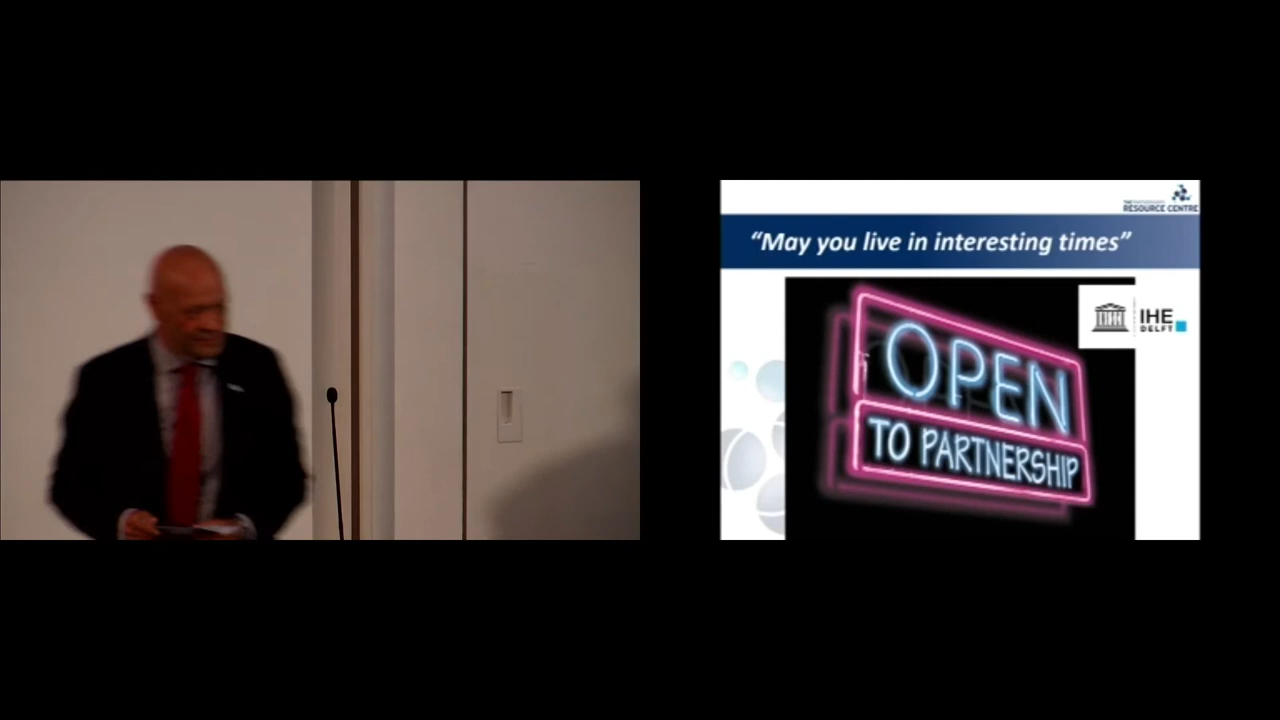 RESOURCE CENTRE
“May you live in interesting times”
IHE
DELFT
OPEN
TO PARTNERSHIP